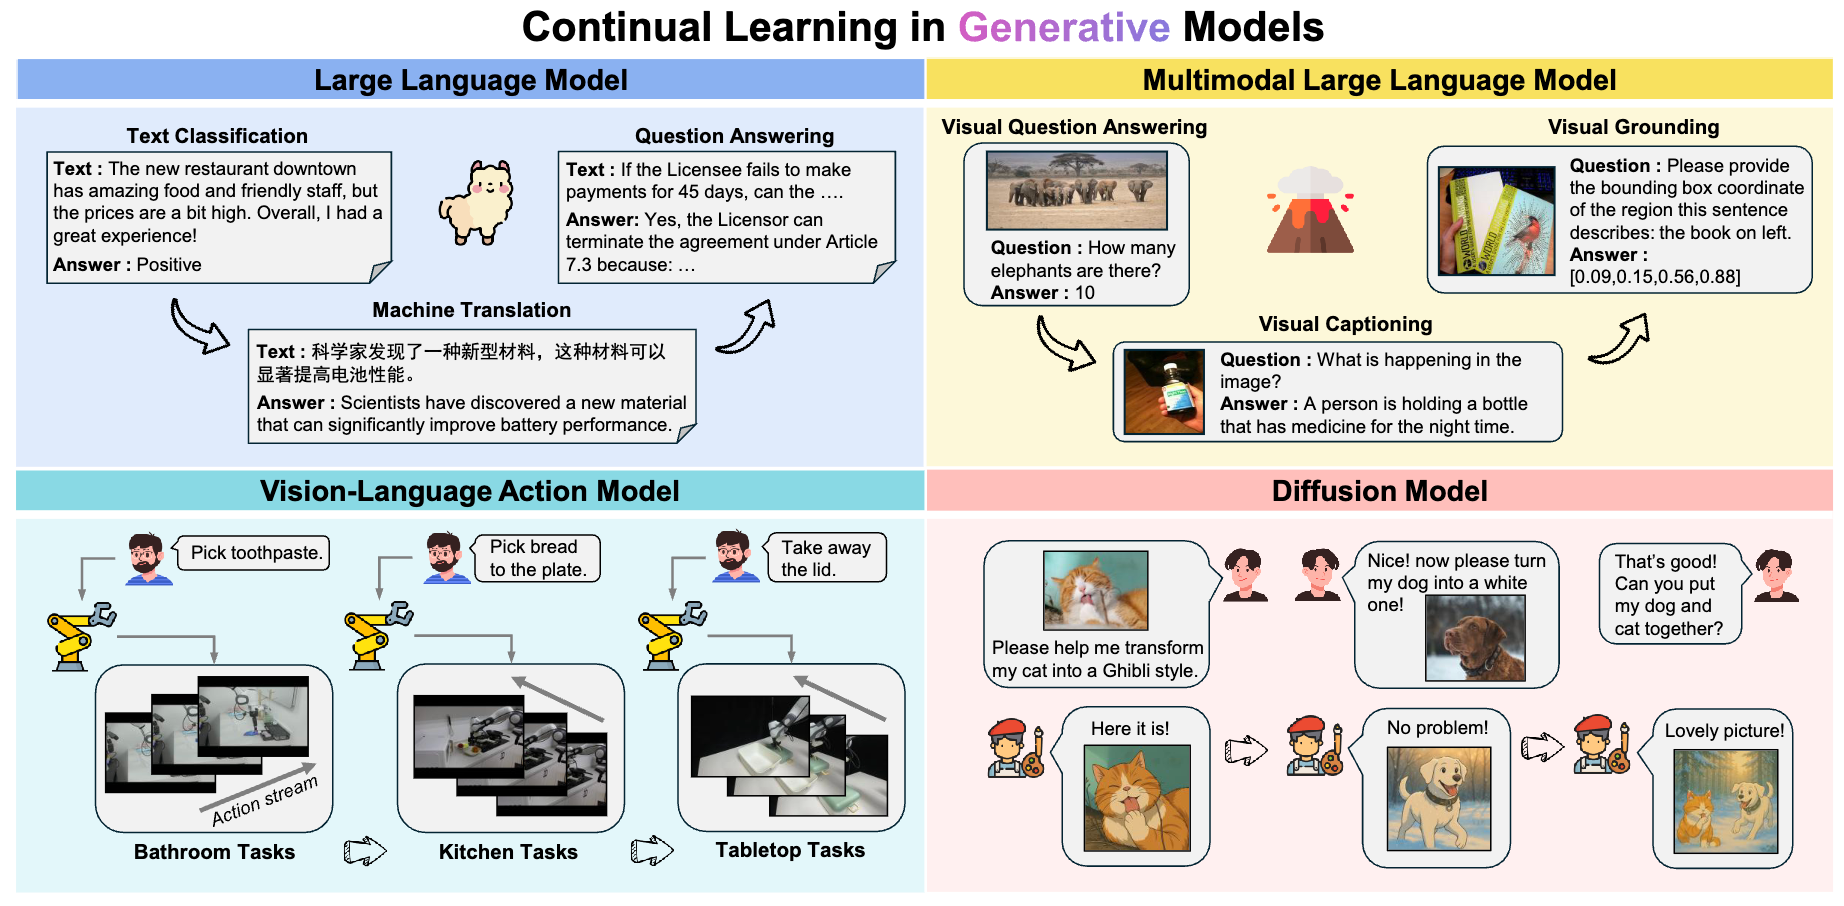 Continual Learning in Generative Models
Large Language Model
Text Classification
Text : The new restaurant downtown
has amazing food and friendly staff, but
the prices are a bit high. Overall, I had a
great experience!
Answer : Positive
Question Answering
Text : If the Licensee fails to make
payments for 45 days, can the ….
Answer: Yes, the Licensor can
terminate the agreement under Article
7.3 because: …
Machine Translation
Text : 科学家发现了一种新型材料，这种材料可以
显著提高电池性能。
Answer : Scientists have discovered a new material
that can significantly improve battery performance.
Multimodal Large Language Model
Visual Question Answering
Question : How many
elephants are there?
Answer : 10
Visual Grounding
WORLD
WORLD
Question : Please provide
the bounding box coordinate
of the region this sentence
describes: the book on left.
Answer :
[0.09,0.15,0.56,0.88]
Visual Captioning
Question : What is happening in the
image?
Answer : A person is holding a bottle
that has medicine for the night time.
Vision-Language Action Model
Pick toothpaste.
Pick bread
to the plate.
Take away
the lid.
Action stream
Bathroom Tasks
Kitchen Tasks
Tabletop Tasks
Diffusion Model
Please help me transform
my cat into a Ghibli style.
Nice! now please turn
my dog into a white
one!
That's good!
Can you put
my dog and
cat together?
Here it is!
No problem!
Lovely picture!